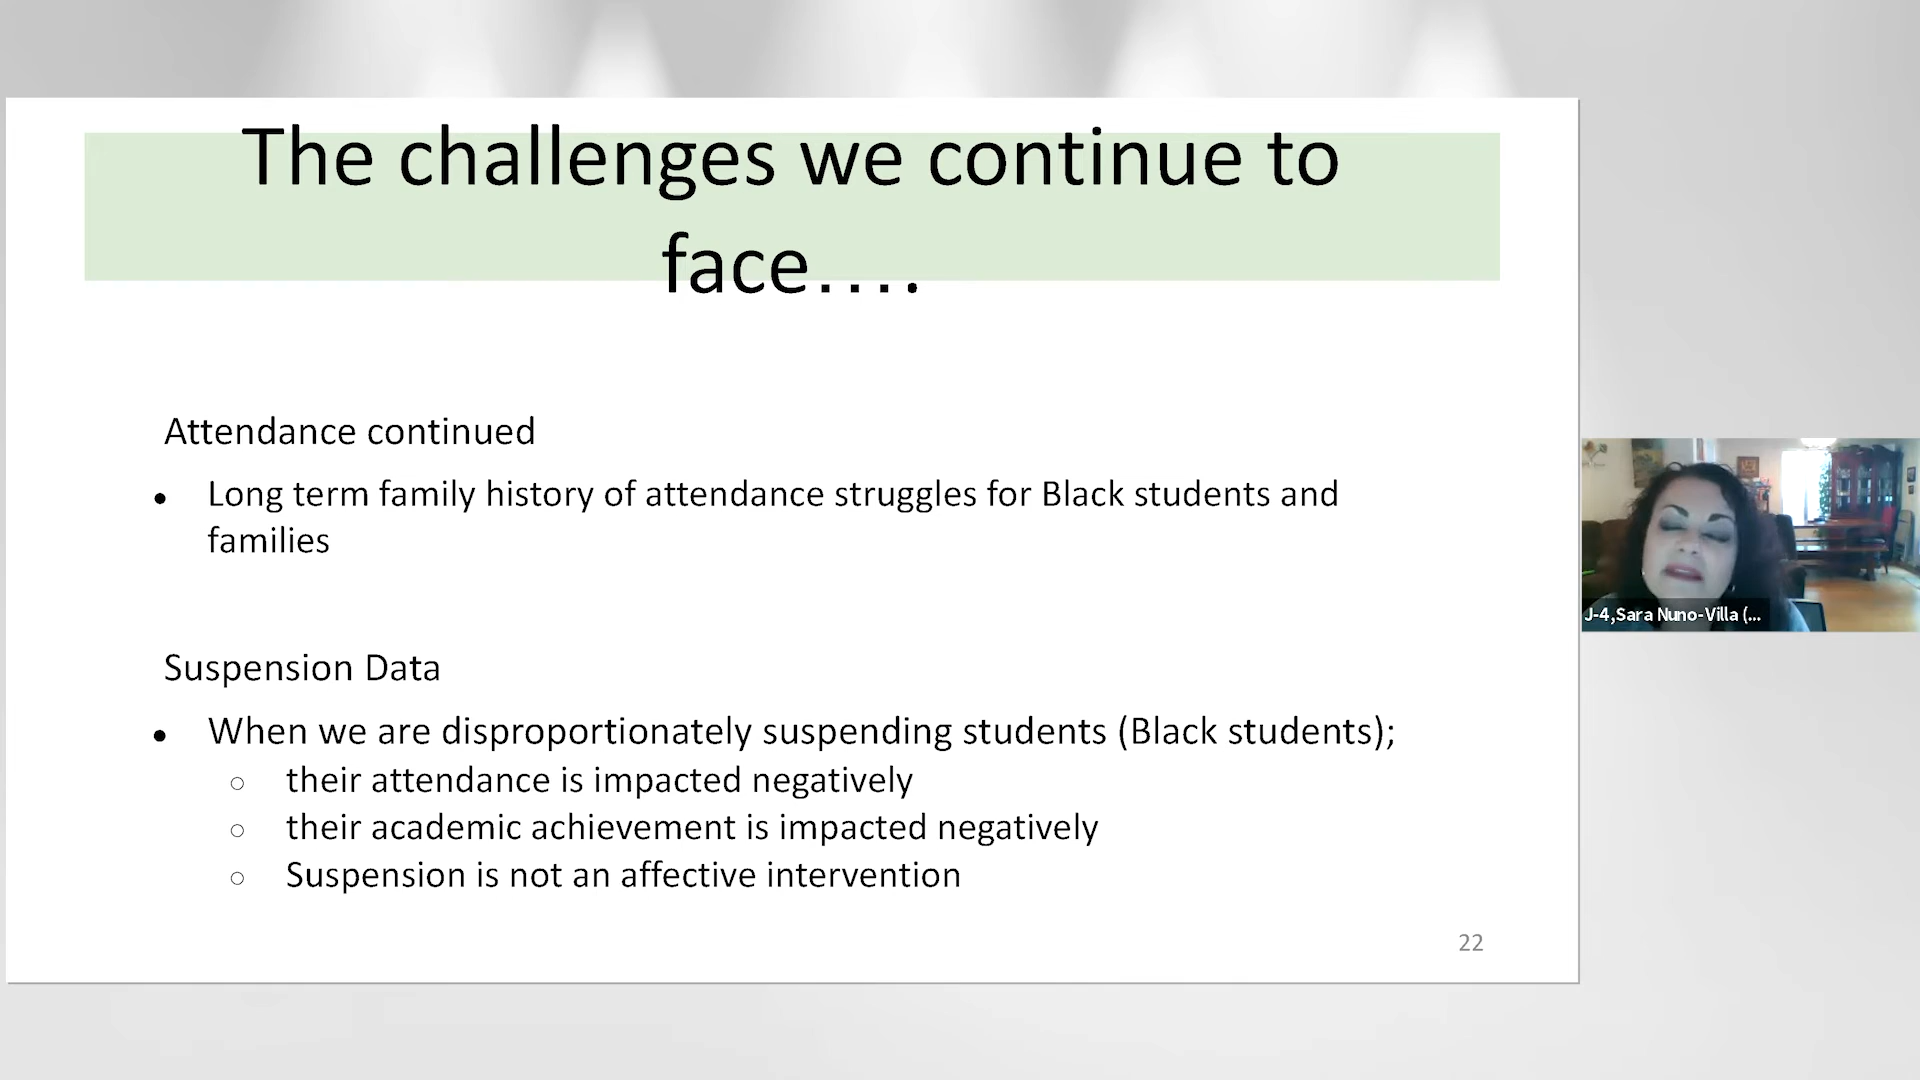 The challenges we continue to
face....
Attendance continued
● Long term family history of attendance struggles for Black students and
families
Suspension Data
● When we are disproportionately suspending students (Black students);
○ their attendance is impacted negatively
○ their academic achievement is impacted negatively
○ Suspension is not an affective intervention
22
J-4,Sara Nuno-Villa (...